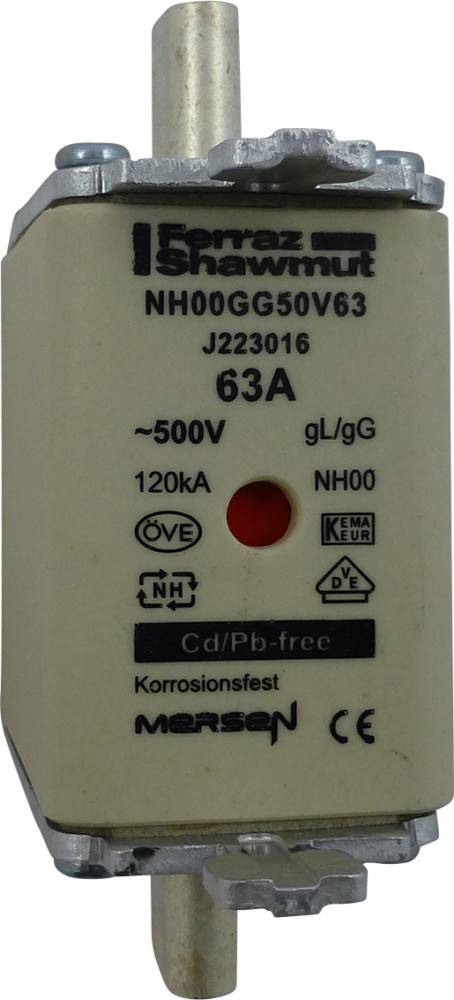 Ferraz
Shawmut
NH00GG50V63
J223016
63A
~500V gL/gG
120kA NH00
ÖVE KEMA
KEUR
NH VDE
Cd/Pb-free
Korrosionsfest
MERSEN CE